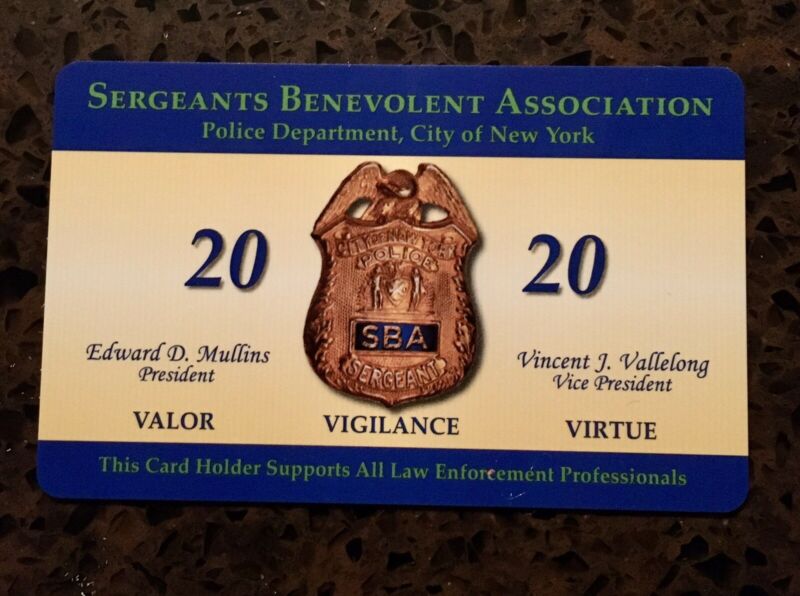 SERGEANTS BENEVOLENT ASSOCIATION
Police Department, City of New York
20
20
CITY OF NEW YORK
POLICE
SBA
SERGEANT
Edward D. Mullins
President
Vincent J. Vallelong
Vice President
VALOR
VIGILANCE
VIRTUE
This Card Holder Supports All Law Enforcement Professionals